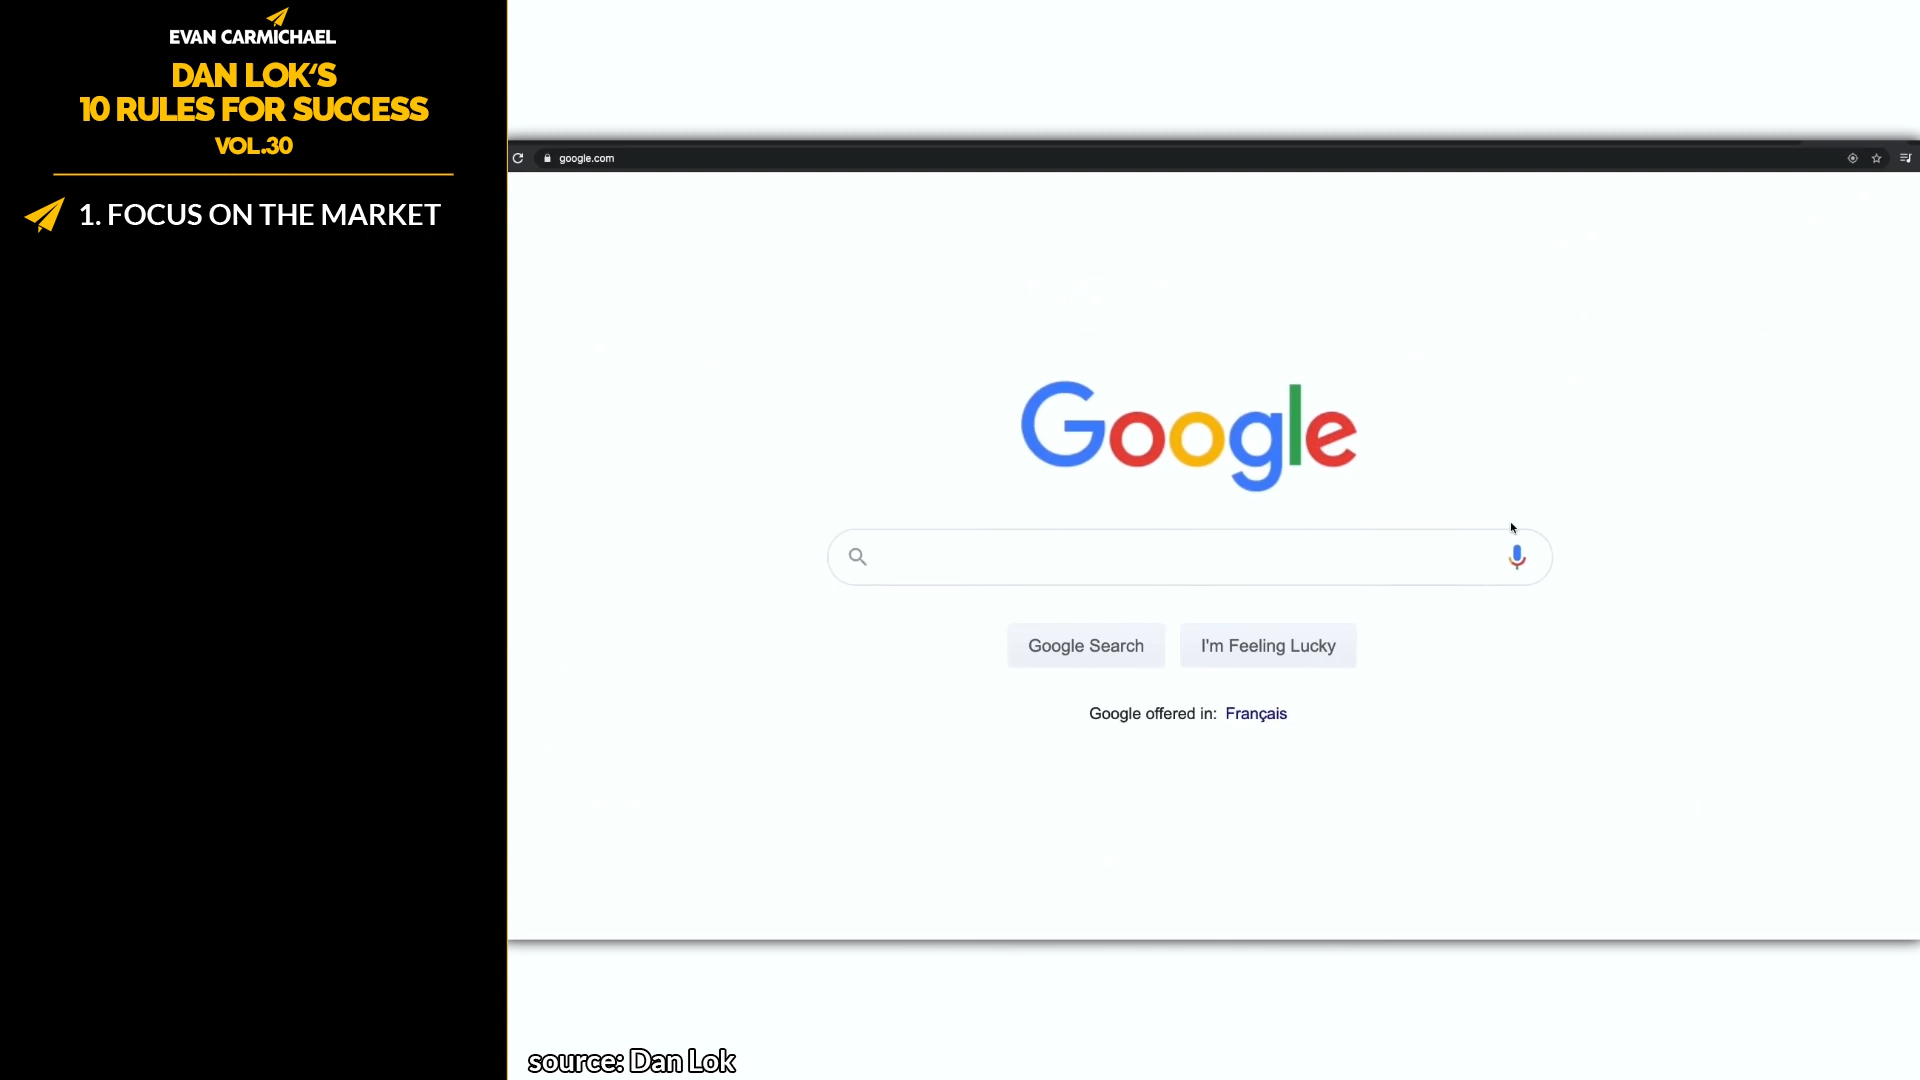 EVAN CARMICHAEL
DAN LOK'S
10 RULES FOR SUCCESS
VOL.30
1. FOCUS ON THE MARKET
google.com
Google
Google Search
I'm Feeling Lucky
Google offered in: Français
source: Dan Lok